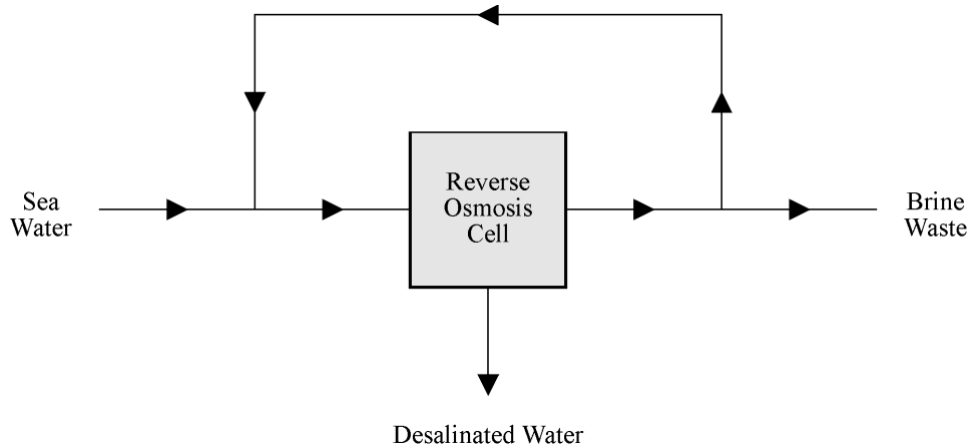 Sea
Water
Reverse
Osmosis
Cell
Brine
Waste
Desalinated Water